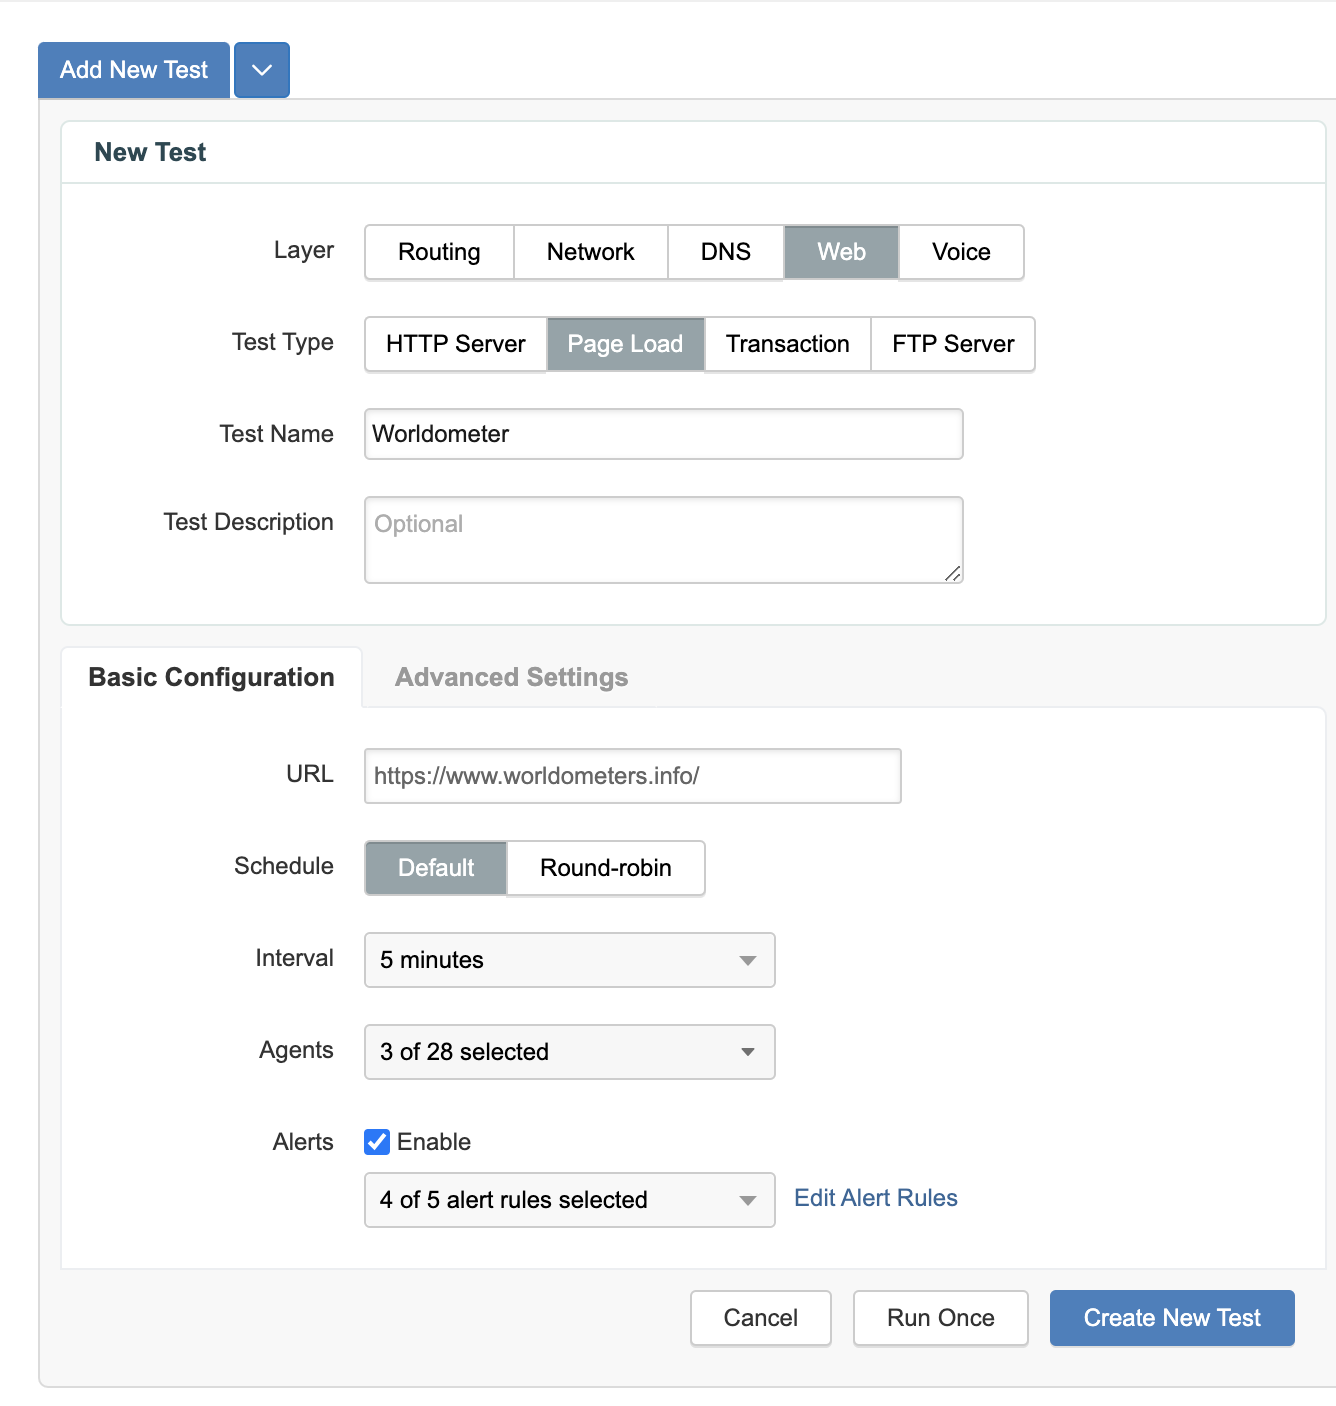 Add New Test
New Test
Layer Routing Network DNS Web Voice
Test Type HTTP Server Page Load Transaction FTP Server
Test Name Worldometer
Test Description Optional
Basic Configuration Advanced Settings
URL https://www.worldometers.info/
Schedule Default Round-robin
Interval 5 minutes
Agents 3 of 28 selected
Alerts Enable
4 of 5 alert rules selected Edit Alert Rules
Cancel Run Once Create New Test